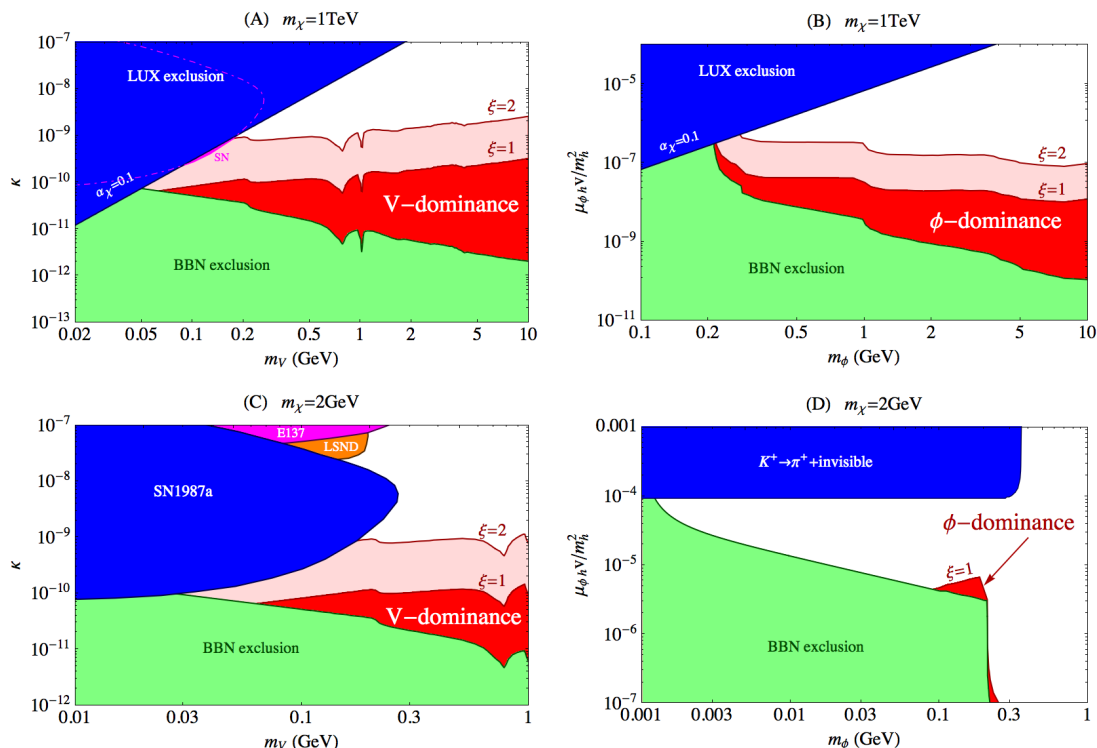 (A) m_χ=1TeV
10^-7
10^-8
10^-9
10^-10
10^-11
10^-12
10^-13
κ
LUX exclusion
SN
α_χ=0.1
ξ=2
ξ=1
V−dominance
BBN exclusion
0.02 0.05 0.1 0.2 0.5 1 2 5 10
m_V (GeV)
(B) m_χ=1TeV
10^-5
10^-7
10^-9
10^-11
μ_ϕh v/m_h^2
LUX exclusion
α_χ=0.1
ξ=2
ξ=1
ϕ−dominance
BBN exclusion
0.1 0.2 0.5 1 2 5 10
m_ϕ (GeV)
(C) m_χ=2GeV
10^-7
10^-8
10^-9
10^-10
10^-11
10^-12
κ
E137
LSND
SN1987a
ξ=2
ξ=1
V−dominance
BBN exclusion
0.01 0.03 0.1 0.3 1
m_V (GeV)
(D) m_χ=2GeV
0.001
10^-4
10^-5
10^-6
10^-7
μ_ϕh v/m_h^2
K^+→π^++invisible
ϕ−dominance
ξ=1
BBN exclusion
0.001 0.003 0.01 0.03 0.1 0.3 1
m_ϕ (GeV)